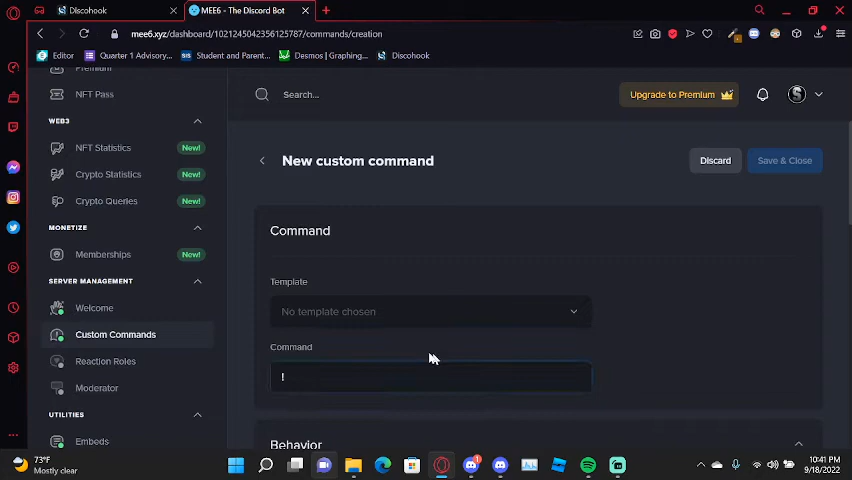 Discohook
MEE6 - The Discord Bot
mee6.xyz/dashboard/1021245042356125787/commands/creation
Editor
Quarter 1 Advisory...
SIS
Student and Parent...
Desmos | Graphing...
Discohook
Premium
NFT Pass
WEB3
NFT Statistics New!
Crypto Statistics New!
Crypto Queries New!
MONETIZE
Memberships New!
SERVER MANAGEMENT
Welcome
Custom Commands
Reaction Roles
Moderator
UTILITIES
Embeds
Search...
Upgrade to Premium
New custom command
Discard
Save & Close
Command
Template
No template chosen
Command
!
Behavior
73°F
Mostly clear
1
10:41 PM
9/18/2022